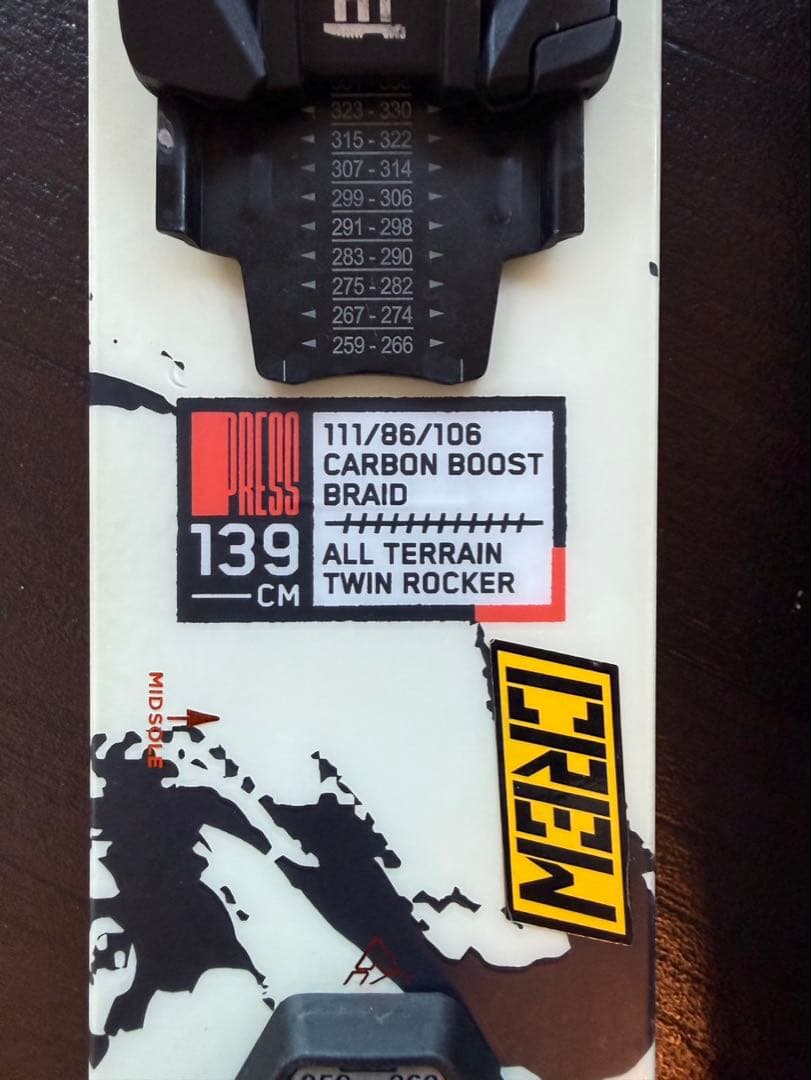 323 - 330
315 - 322
307 - 314
299 - 306
291 - 298
283 - 290
275 - 282
267 - 274
259 - 266
PRESS
139
CM
111/86/106
CARBON BOOST
BRAID
ALL TERRAIN
TWIN ROCKER
MIDSOLE
CREW